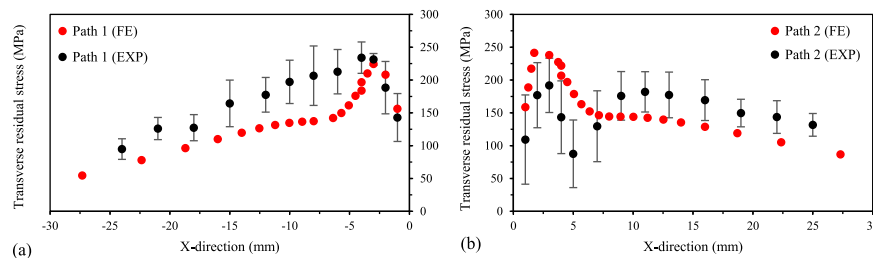 Path 1 (FE)
Path 1 (EXP)
300
250
200
150
100
50
0
-30
-25
-20
-15
-10
-5
0
X-direction (mm)
Transverse residual stress (MPa)
(a)
Transverse residual stress (MPa)
300
250
200
150
100
50
0
Path 2 (FE)
Path 2 (EXP)
0
5
10
15
20
25
30
X-direction (mm)
(b)